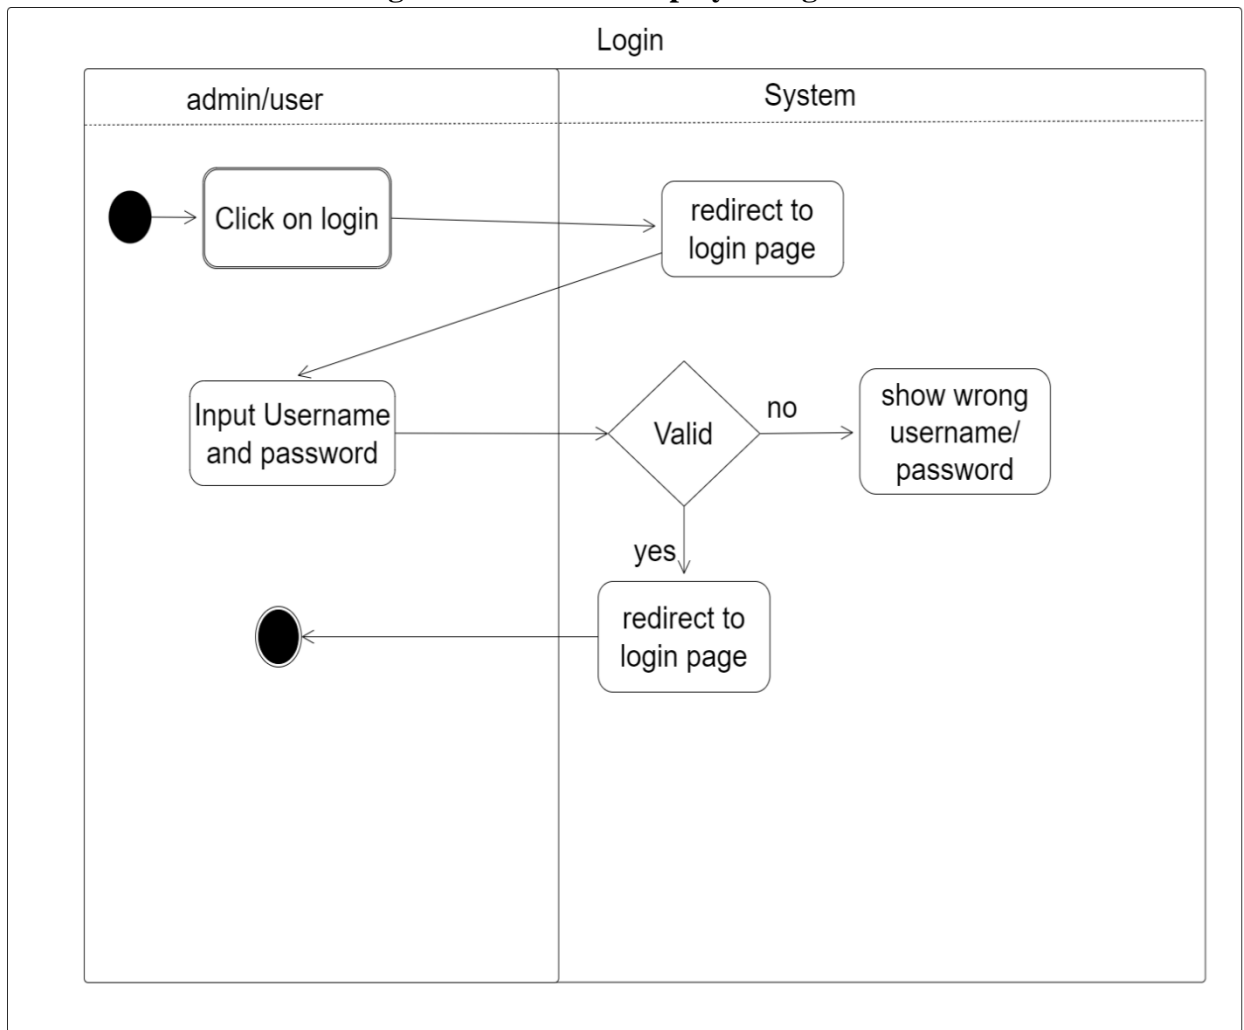 Login
admin/user
System
Click on login
redirect to
login page
Input Username
and password
Valid
no
show wrong
username/
password
yes
redirect to
login page